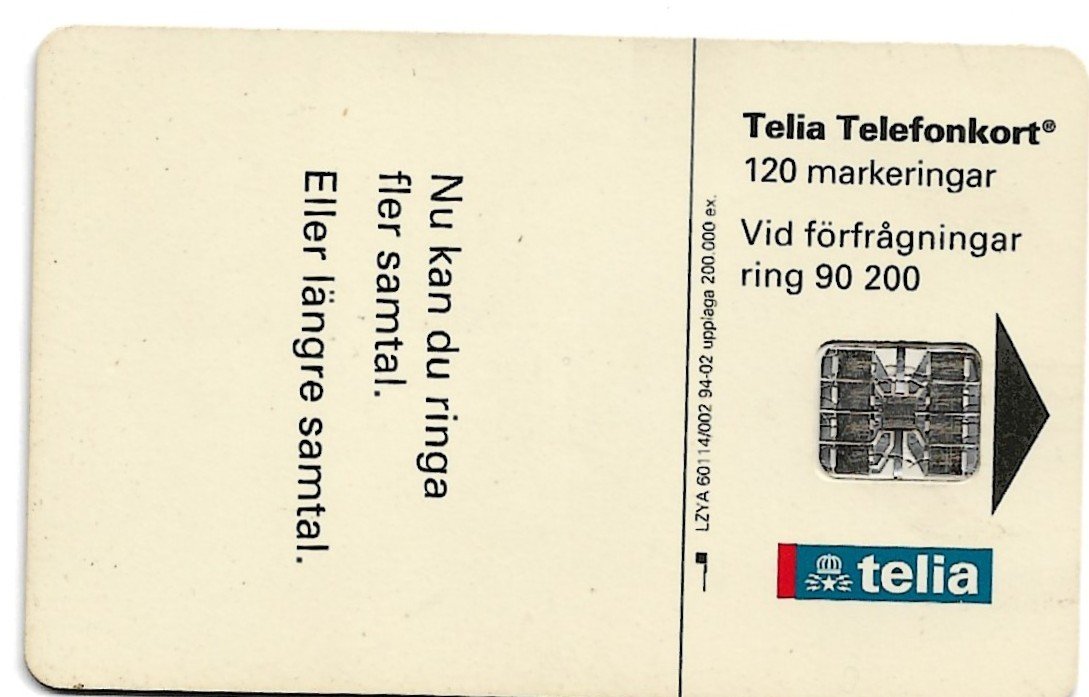 Nu kan du ringa
fler samtal.
Eller längre samtal.
LZYA 60114/002 94-02 upplaga 200.000 ex.
Telia Telefonkort®
120 markeringar
Vid förfrågningar
ring 90 200
telia